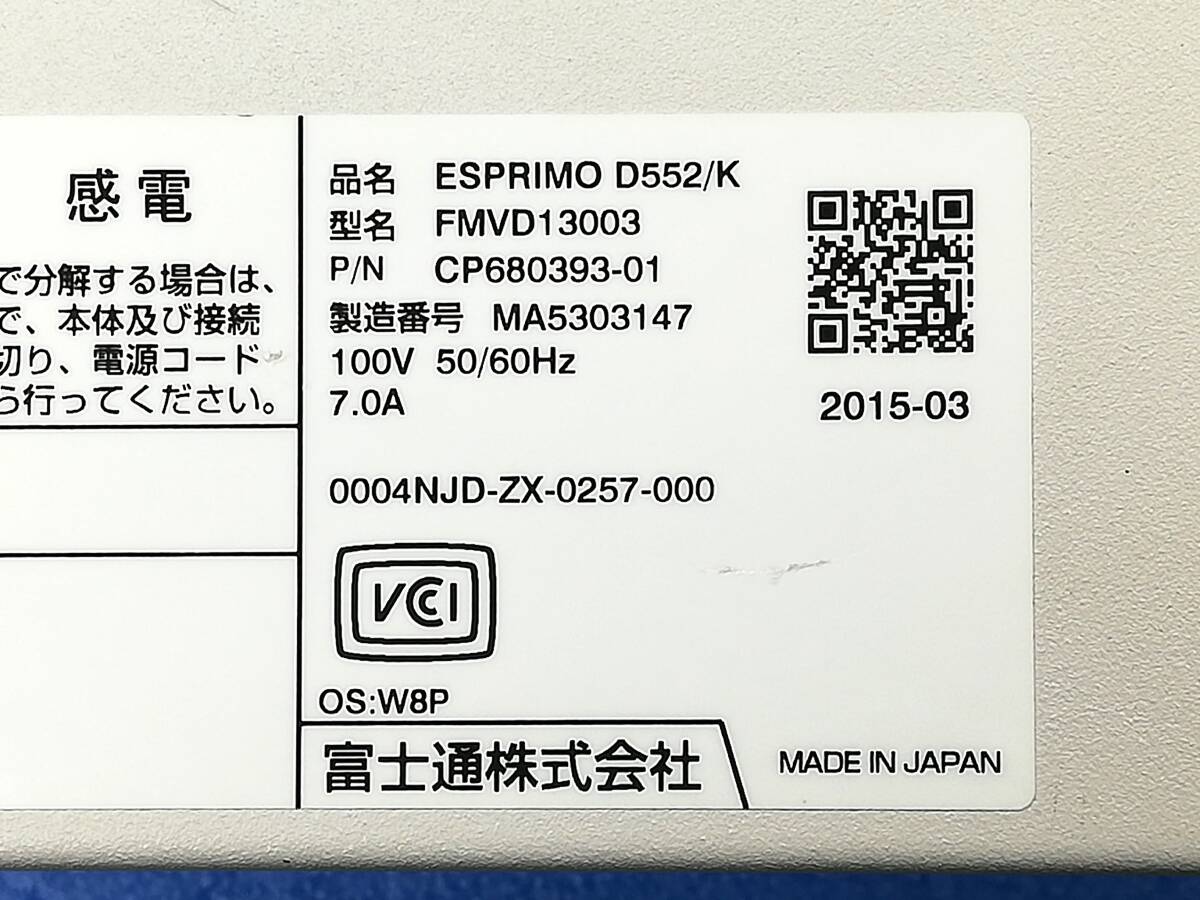 感電
で分解する場合は、
で、本体及び接続
切り、電源コード
ら行ってください。
品名 ESPRIMO D552/K
型名 FMVD13003
P/N CP680393-01
製造番号 MA5303147
100V 50/60Hz
7.0A
2015-03
0004NJD-ZX-0257-000
VCCI
OS:W8P
富士通株式会社
MADE IN JAPAN